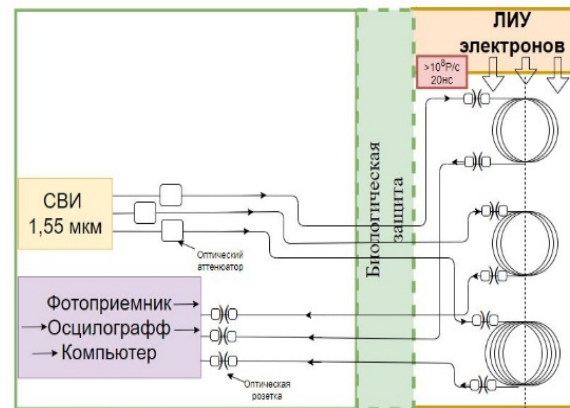 ЛИУ
электронов
>10⁸Р/с
20нс
Биологическая
защита
СВИ
1,55 мкм
Оптический
аттенюатор
Фотоприемник
Осцилографф
Компьютер
Оптическая
розетка